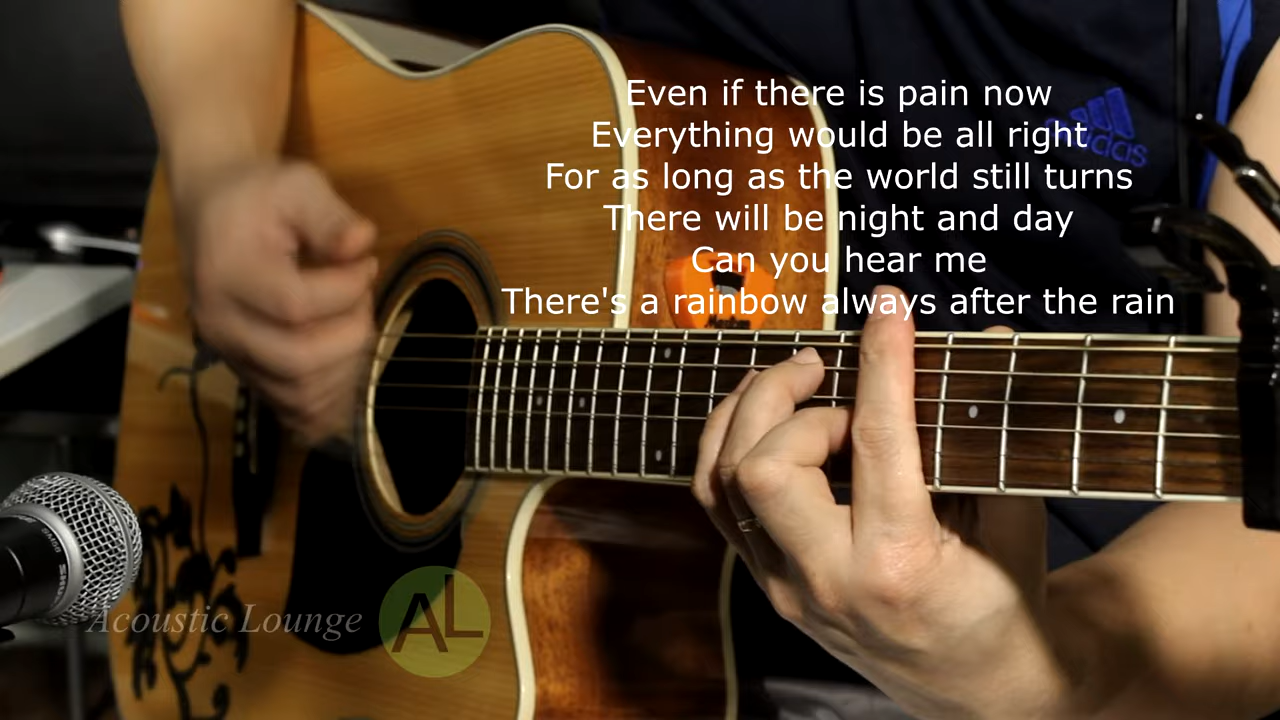 Even if there is pain now
Everything would be all right
For as long as the world still turns
There will be night and day
Can you hear me
There's a rainbow always after the rain
adidas
SHURE
Acoustic Lounge
AL